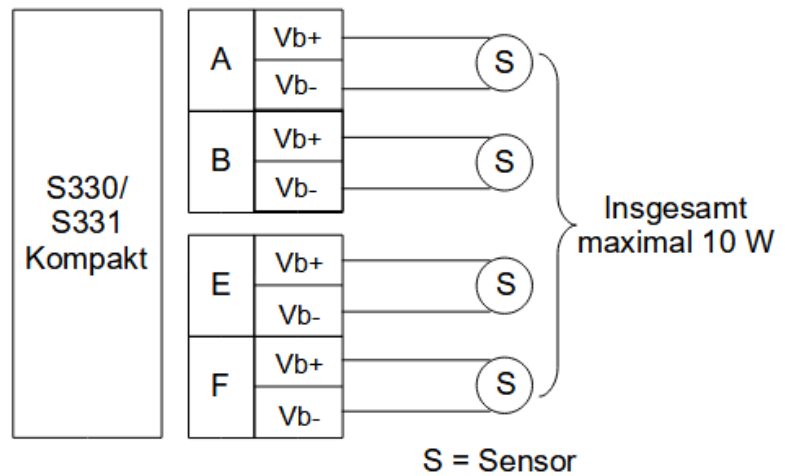 S330/
S331
Kompakt
A
Vb+
S
Vb-
B
Vb+
S
Vb-
E
Vb+
S
Vb-
F
Vb+
S
Vb-
Insgesamt
maximal 10 W
S = Sensor